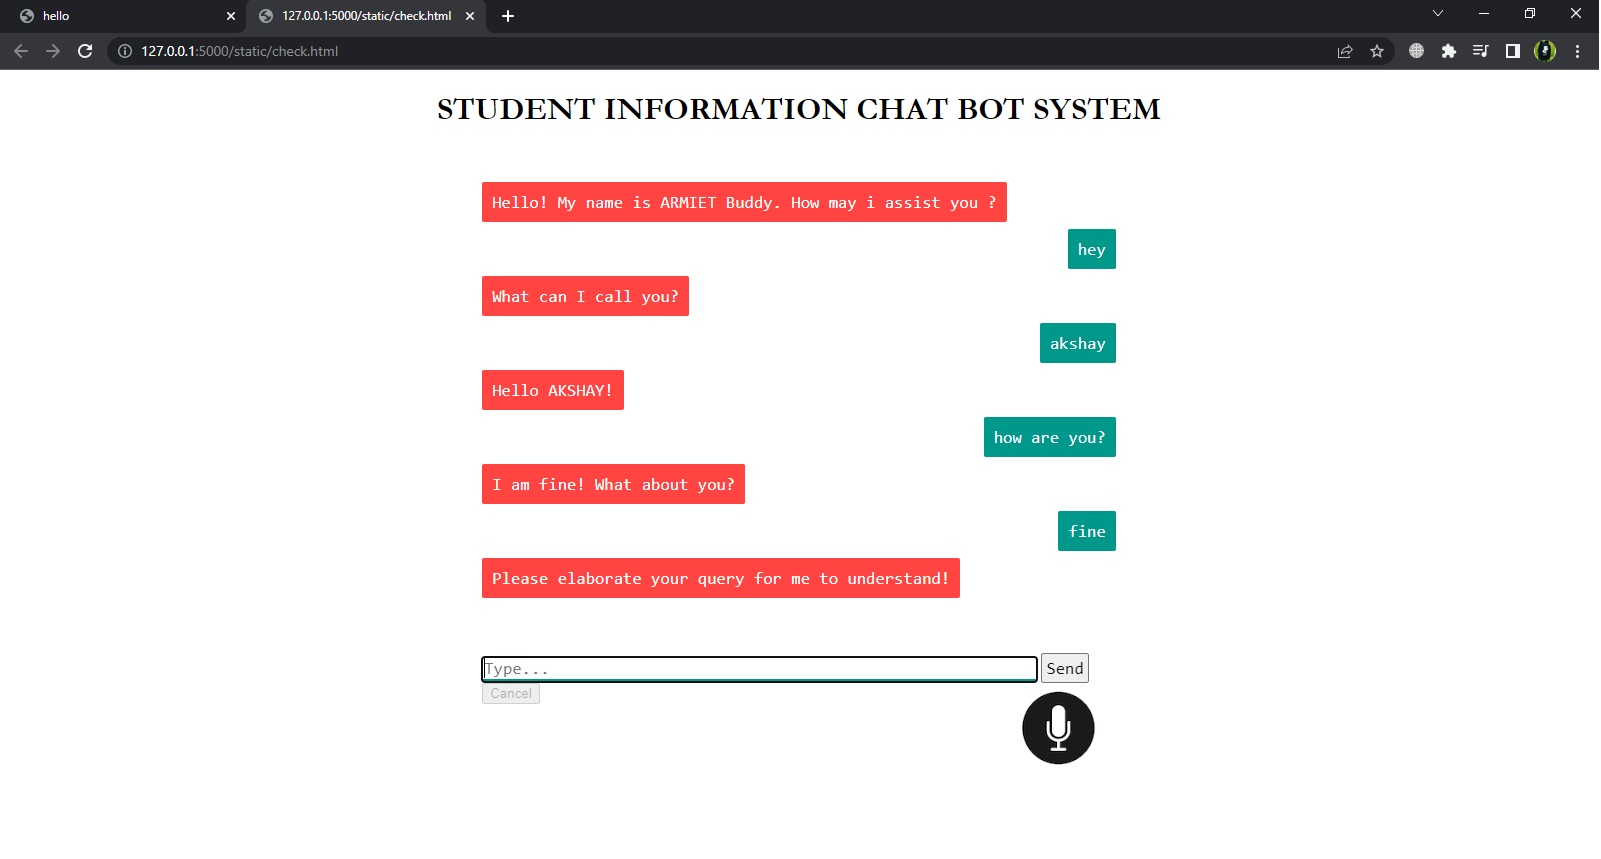 hello
127.0.0.1:5000/static/check.html
127.0.0.1:5000/static/check.html
STUDENT INFORMATION CHAT BOT SYSTEM
Hello! My name is ARMIET Buddy. How may i assist you ?
hey
What can I call you?
akshay
Hello AKSHAY!
how are you?
I am fine! What about you?
fine
Please elaborate your query for me to understand!
Type... Send
Cancel